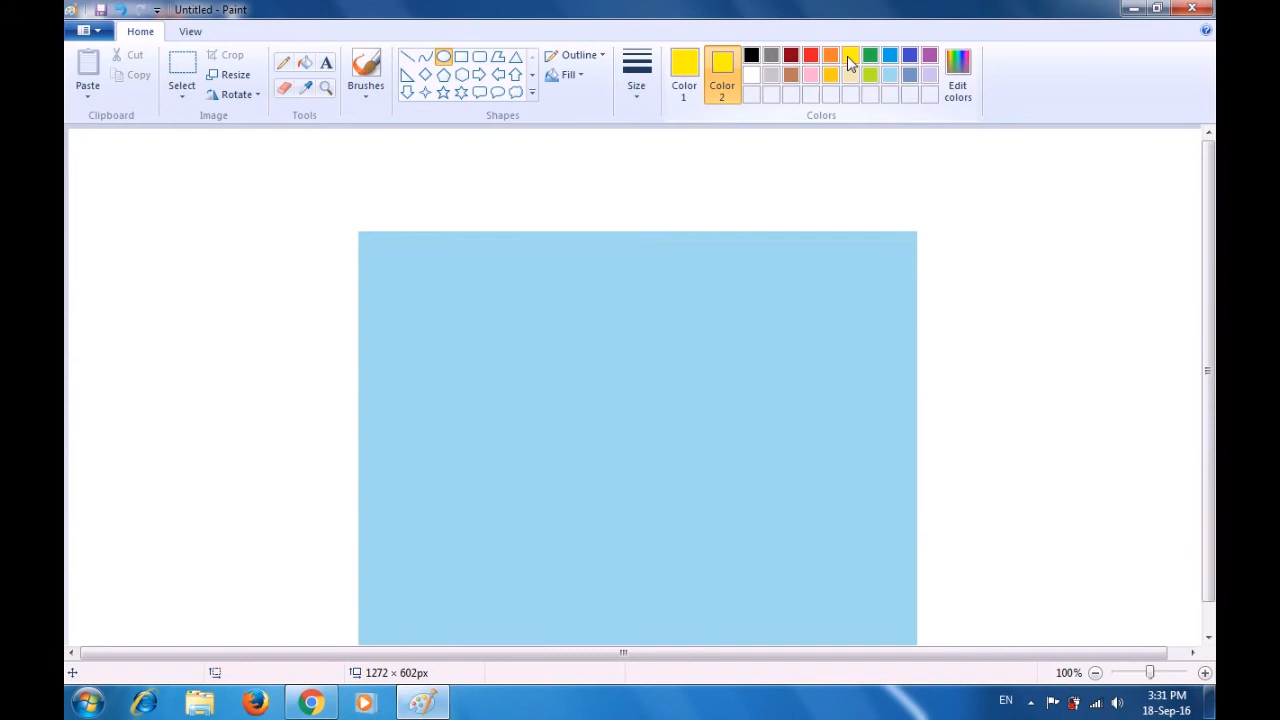 Untitled - Paint
Home
View
Paste
Cut
Copy
Clipboard
Select
Crop
Resize
Rotate
Image
A
Tools
Brushes
Shapes
Outline
Fill
Size
Color 1
Color 2
Edit colors
Colors
1272 × 602px
100%
EN
3:31 PM
18-Sep-16